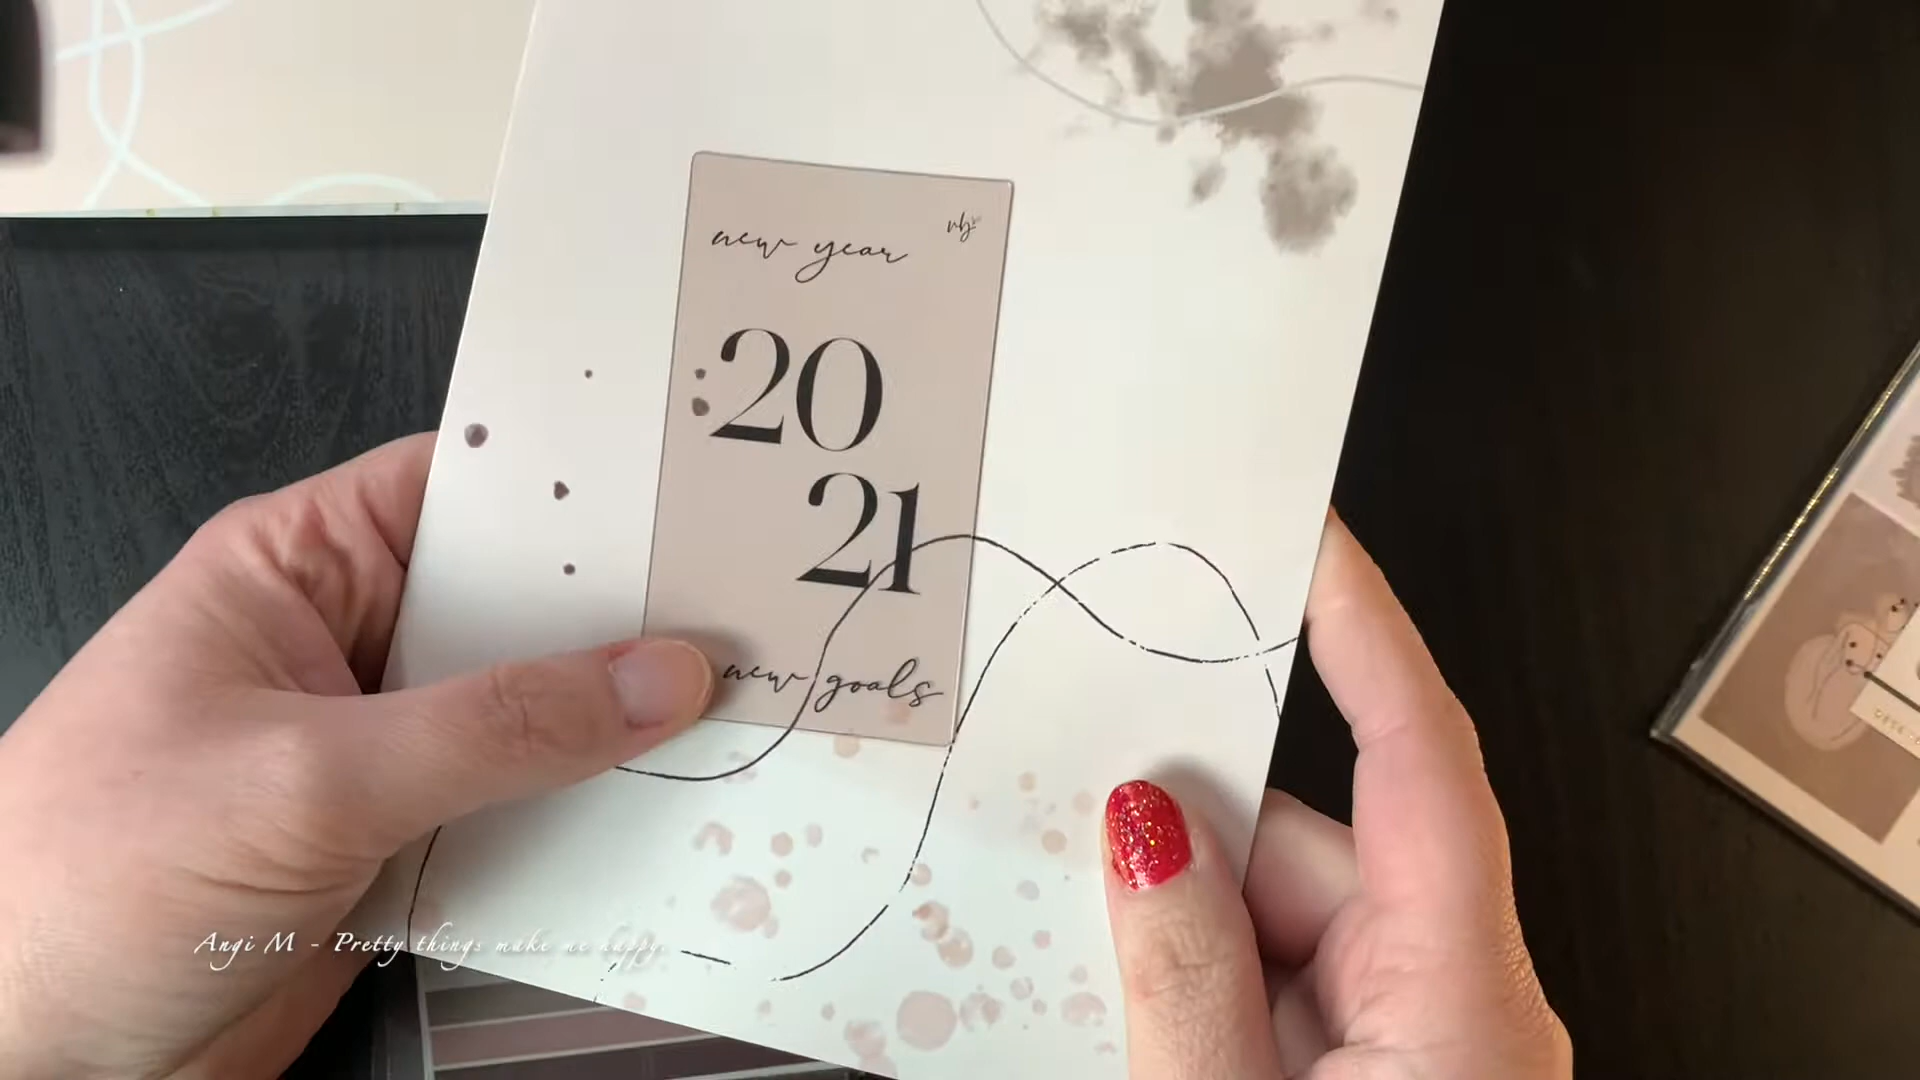 new year
20
21
new goals
Angi M - Pretty things make me happy.